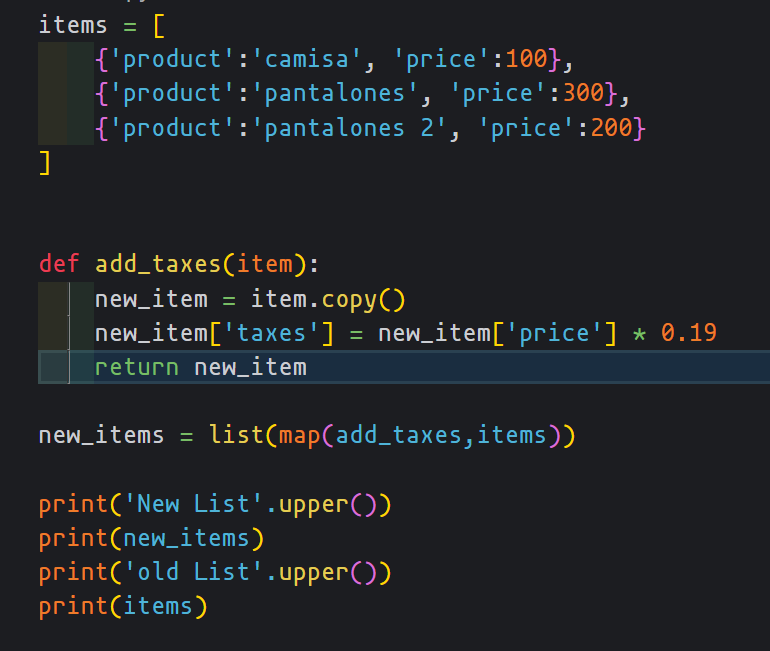 items = [
    {'product':'camisa', 'price':100},
    {'product':'pantalones', 'price':300},
    {'product':'pantalones 2', 'price':200}
]
def add_taxes(item):
    new_item = item.copy()
    new_item['taxes'] = new_item['price'] * 0.19
    return new_item
new_items = list(map(add_taxes,items))
print('New List'.upper())
print(new_items)
print('old List'.upper())
print(items)